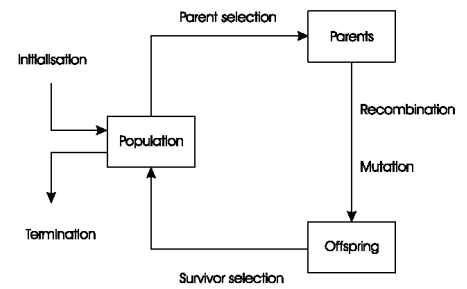 Parent selection
Parents
Initialisation
Recombination
Population
Mutation
Termination
Offspring
Survivor selection